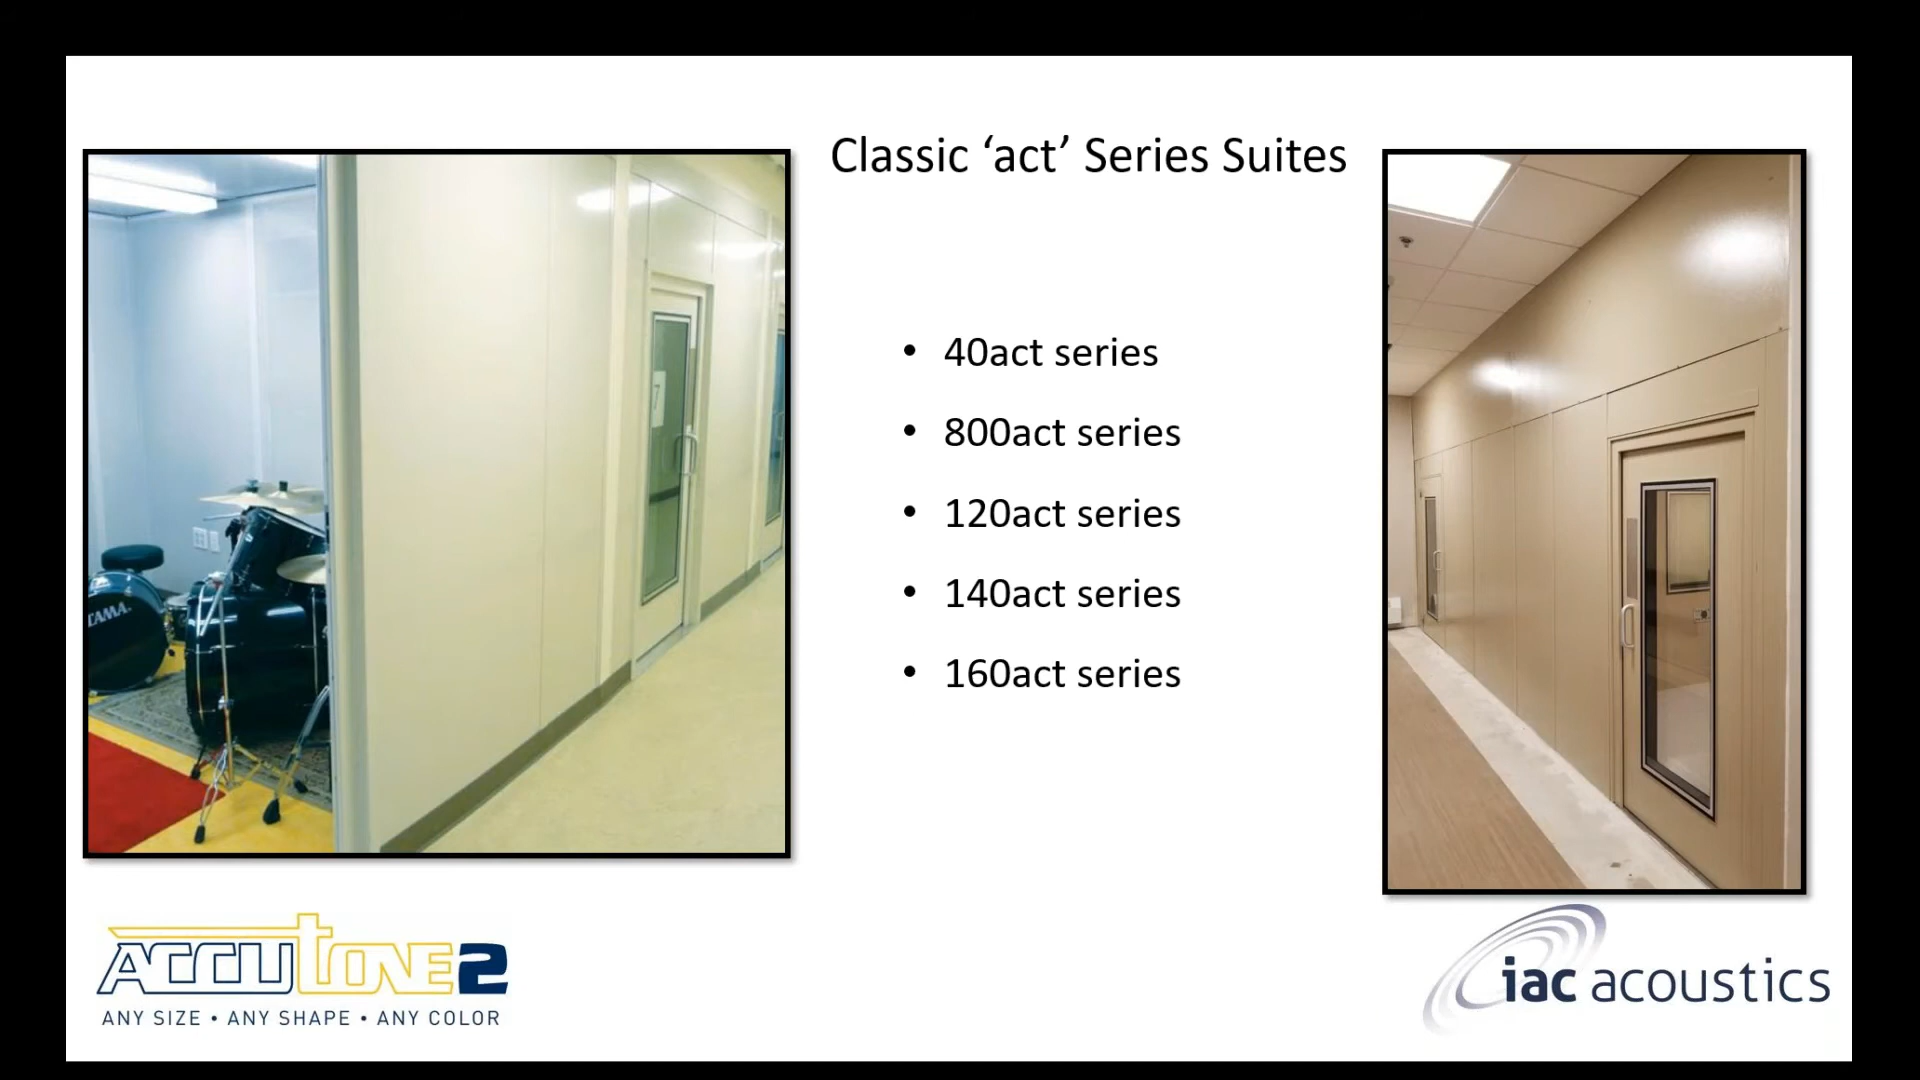 Classic ‘act’ Series Suites
• 40act series
• 800act series
• 120act series
• 140act series
• 160act series
7
TAMA.
ACCUTONE2
ANY SIZE • ANY SHAPE • ANY COLOR
iac acoustics